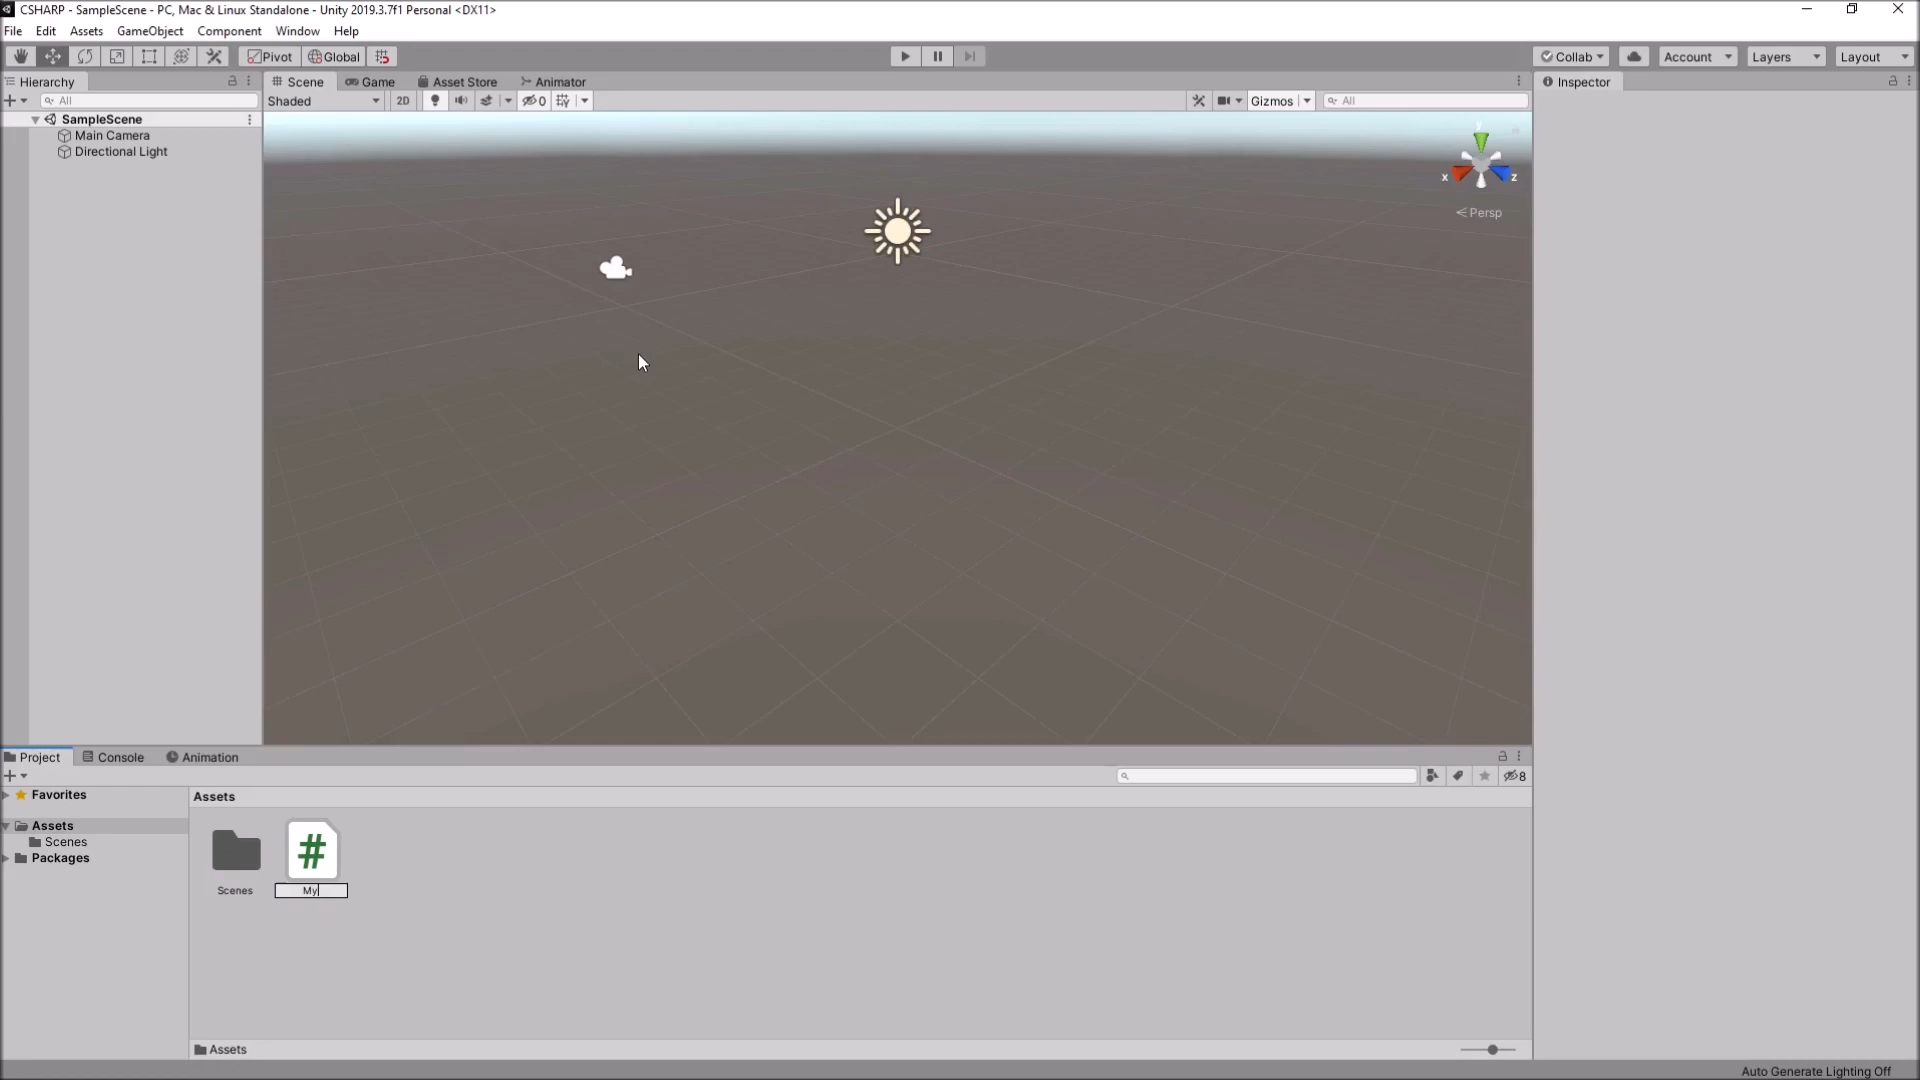 CSHARP - SampleScene - PC, Mac & Linux Standalone - Unity 2019.3.7f1 Personal <DX11>
File Edit Assets GameObject Component Window Help
Pivot Global Collab Account Layers Layout
Hierarchy
All
SampleScene
Main Camera
Directional Light
Scene Game Asset Store Animator
Shaded 2D 0 Gizmos All
y
x z
Persp
Inspector
Project Console Animation
8
Favorites
Assets
Scenes
Packages
Assets
#
Scenes My
Assets
Auto Generate Lighting Off